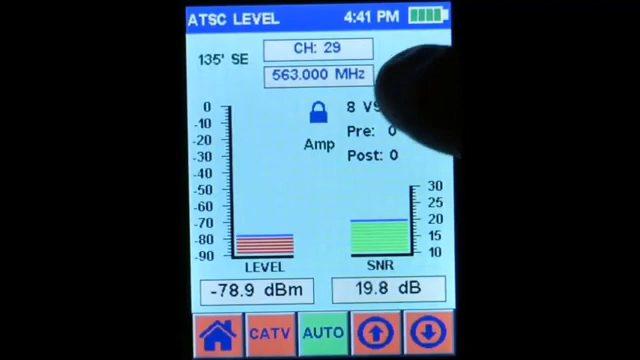 ATSC LEVEL 4:41 PM
135' SE
CH: 29
563.000 MHz
8
Pre: 0
Amp
Post: 0
0
-10
-20
-30
-40
-50
-60
-70
-80
-90
30
25
20
15
10
LEVEL
SNR
-78.9 dBm
19.8 dB
CATV
AUTO